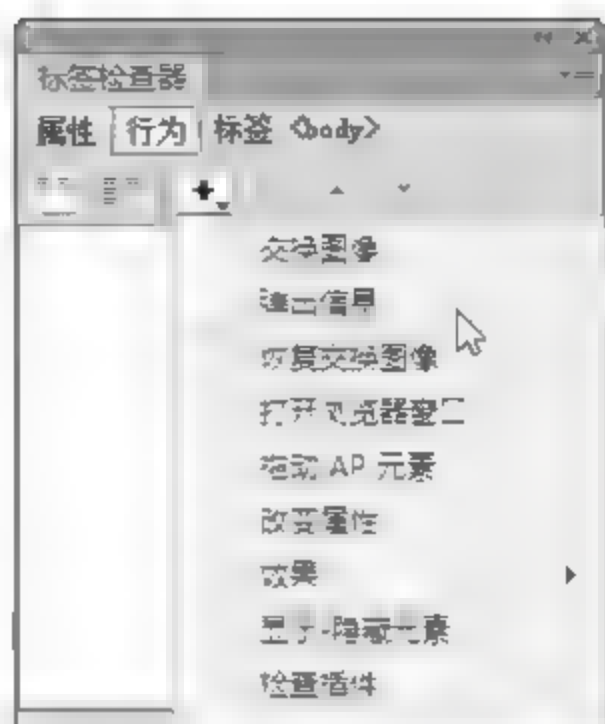 标签检查器
属性 行为 标签 <body>
交换图像
弹出信息
恢复交换图像
打开浏览器窗口
拖动 AP 元素
改变属性
效果
显示-隐藏元素
检查插件